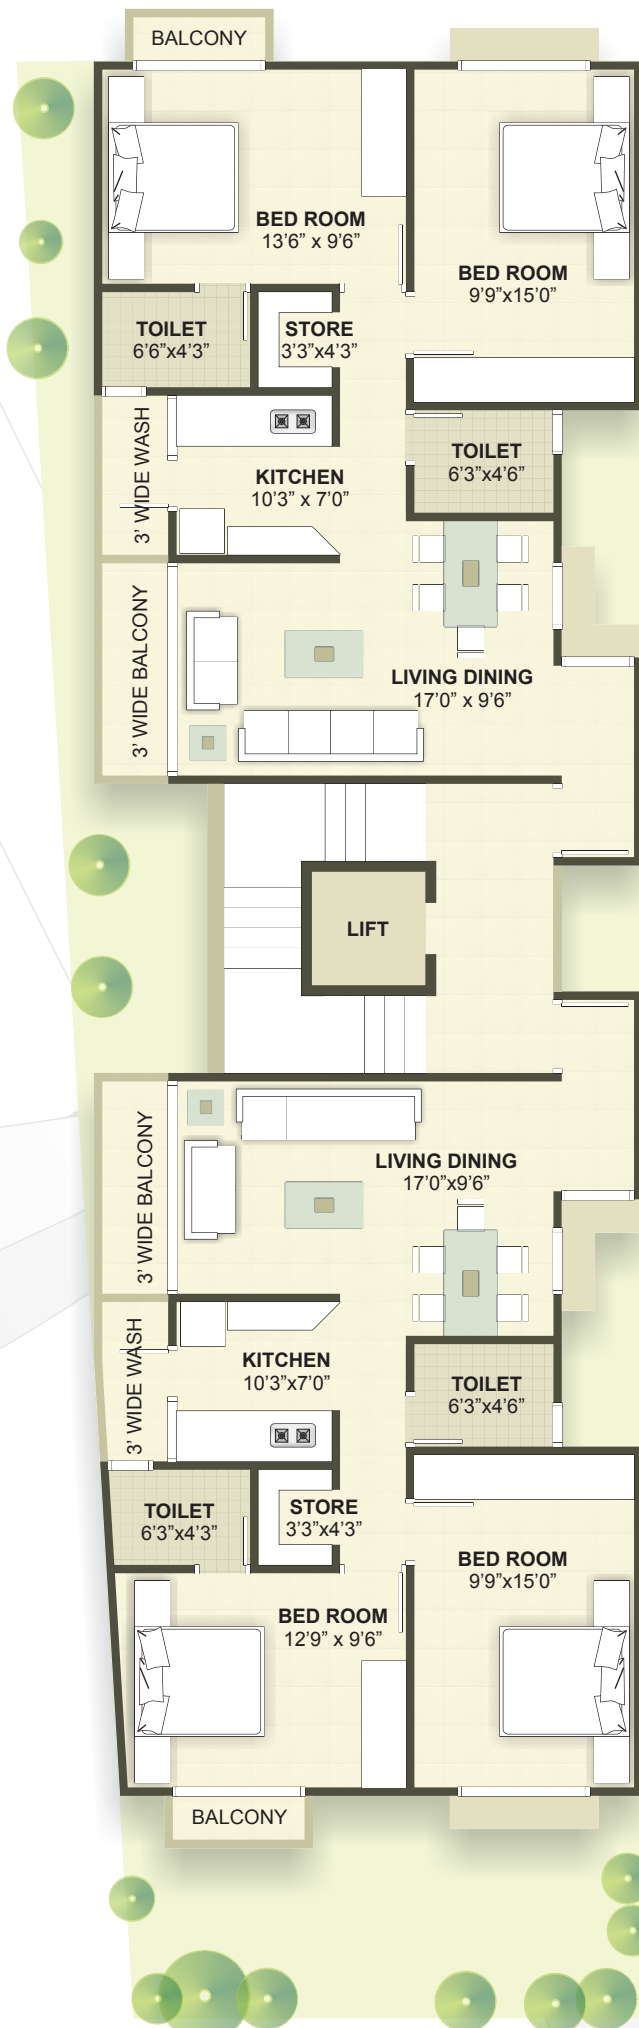 BALCONY
BED ROOM
13’6” x 9’6”
BED ROOM
9’9”x15’0”
TOILET
6’6”x4’3”
STORE
3’3”x4’3”
3’ WIDE WASH
KITCHEN
10’3” x 7’0”
TOILET
6’3”x4’6”
3’ WIDE BALCONY
LIVING DINING
17’0” x 9’6”
LIFT
3’ WIDE BALCONY
LIVING DINING
17’0”x9’6”
3’ WIDE WASH
KITCHEN
10’3”x7’0”
TOILET
6’3”x4’6”
TOILET
6’3”x4’3”
STORE
3’3”x4’3”
BED ROOM
9’9”x15’0”
BED ROOM
12’9” x 9’6”
BALCONY